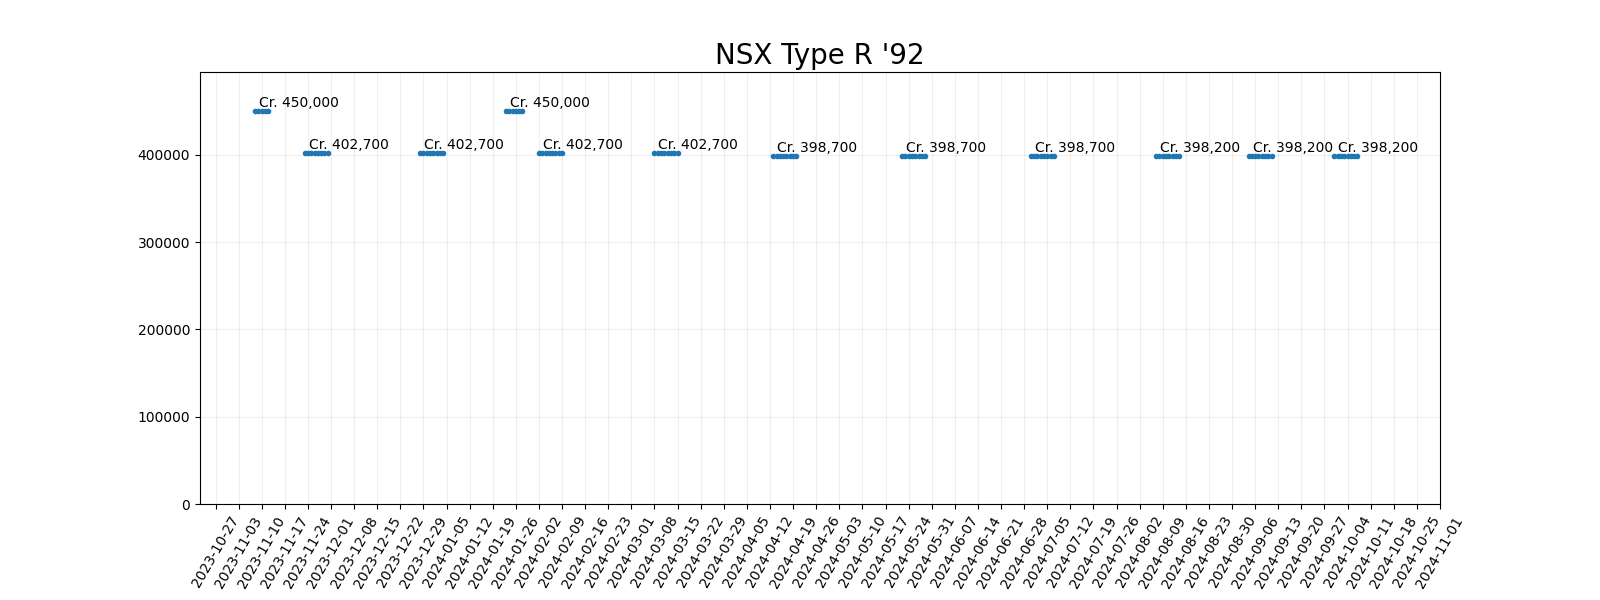 NSX Type R '92
Cr. 450,000 Cr. 450,000
Cr. 402,700 Cr. 402,700 Cr. 402,700 Cr. 402,700 Cr. 398,700 Cr. 398,700 Cr. 398,700 Cr. 398,200 Cr. 398,200 Cr. 398,200
400000
300000
200000
100000
0
2023-10-27 2023-11-03 2023-11-10 2023-11-17 2023-11-24 2023-12-01 2023-12-08 2023-12-15 2023-12-22 2023-12-29 2024-01-05 2024-01-12 2024-01-19 2024-01-26 2024-02-02 2024-02-09 2024-02-16 2024-02-23 2024-03-01 2024-03-08 2024-03-15 2024-03-22 2024-03-29 2024-04-05 2024-04-12 2024-04-19 2024-04-26 2024-05-03 2024-05-10 2024-05-17 2024-05-24 2024-05-31 2024-06-07 2024-06-14 2024-06-21 2024-06-28 2024-07-05 2024-07-12 2024-07-19 2024-07-26 2024-08-02 2024-08-09 2024-08-16 2024-08-23 2024-08-30 2024-09-06 2024-09-13 2024-09-20 2024-09-27 2024-10-04 2024-10-11 2024-10-18 2024-10-25 2024-11-01